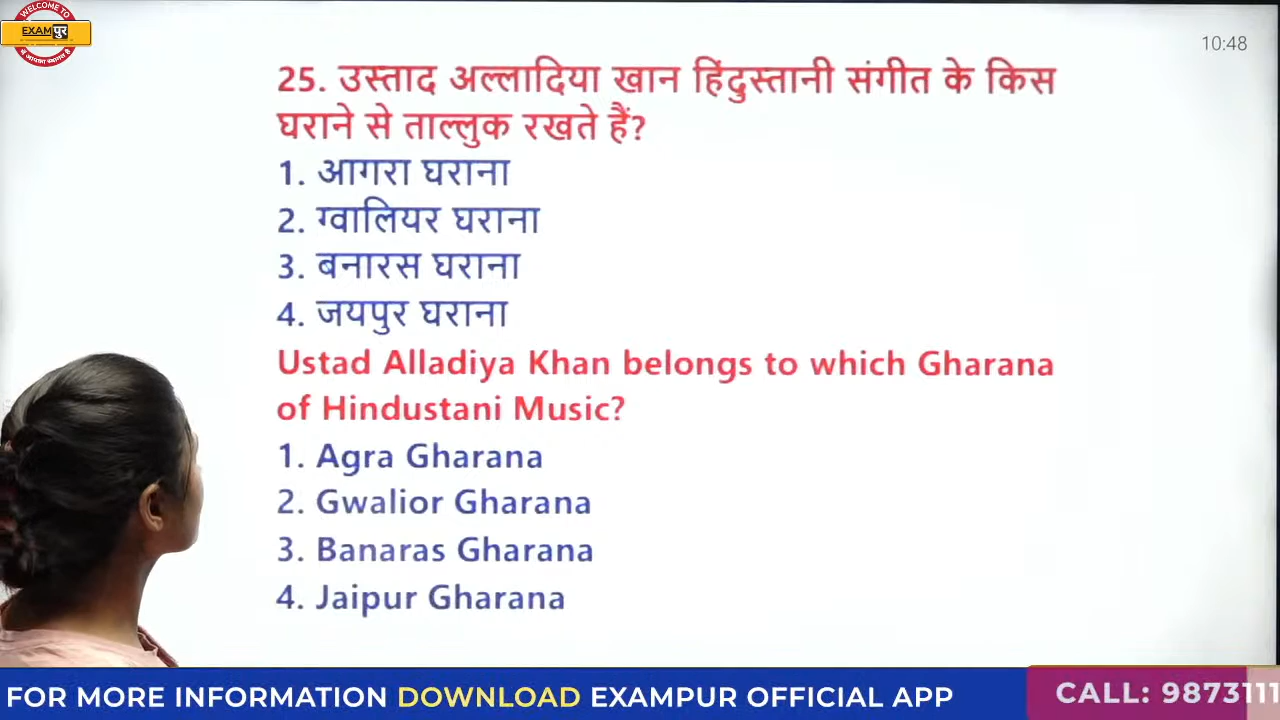 WELCOME TO
EXAMपुर
10:48
25. उस्ताद अल्लादिया खान हिंदुस्तानी संगीत के किस
घराने से ताल्लुक रखते हैं?
1. आगरा घराना
2. ग्वालियर घराना
3. बनारस घराना
4. जयपुर घराना
Ustad Alladiya Khan belongs to which Gharana
of Hindustani Music?
1. Agra Gharana
2. Gwalior Gharana
3. Banaras Gharana
4. Jaipur Gharana
FOR MORE INFORMATION DOWNLOAD EXAMPUR OFFICIAL APP
CALL: 9873111